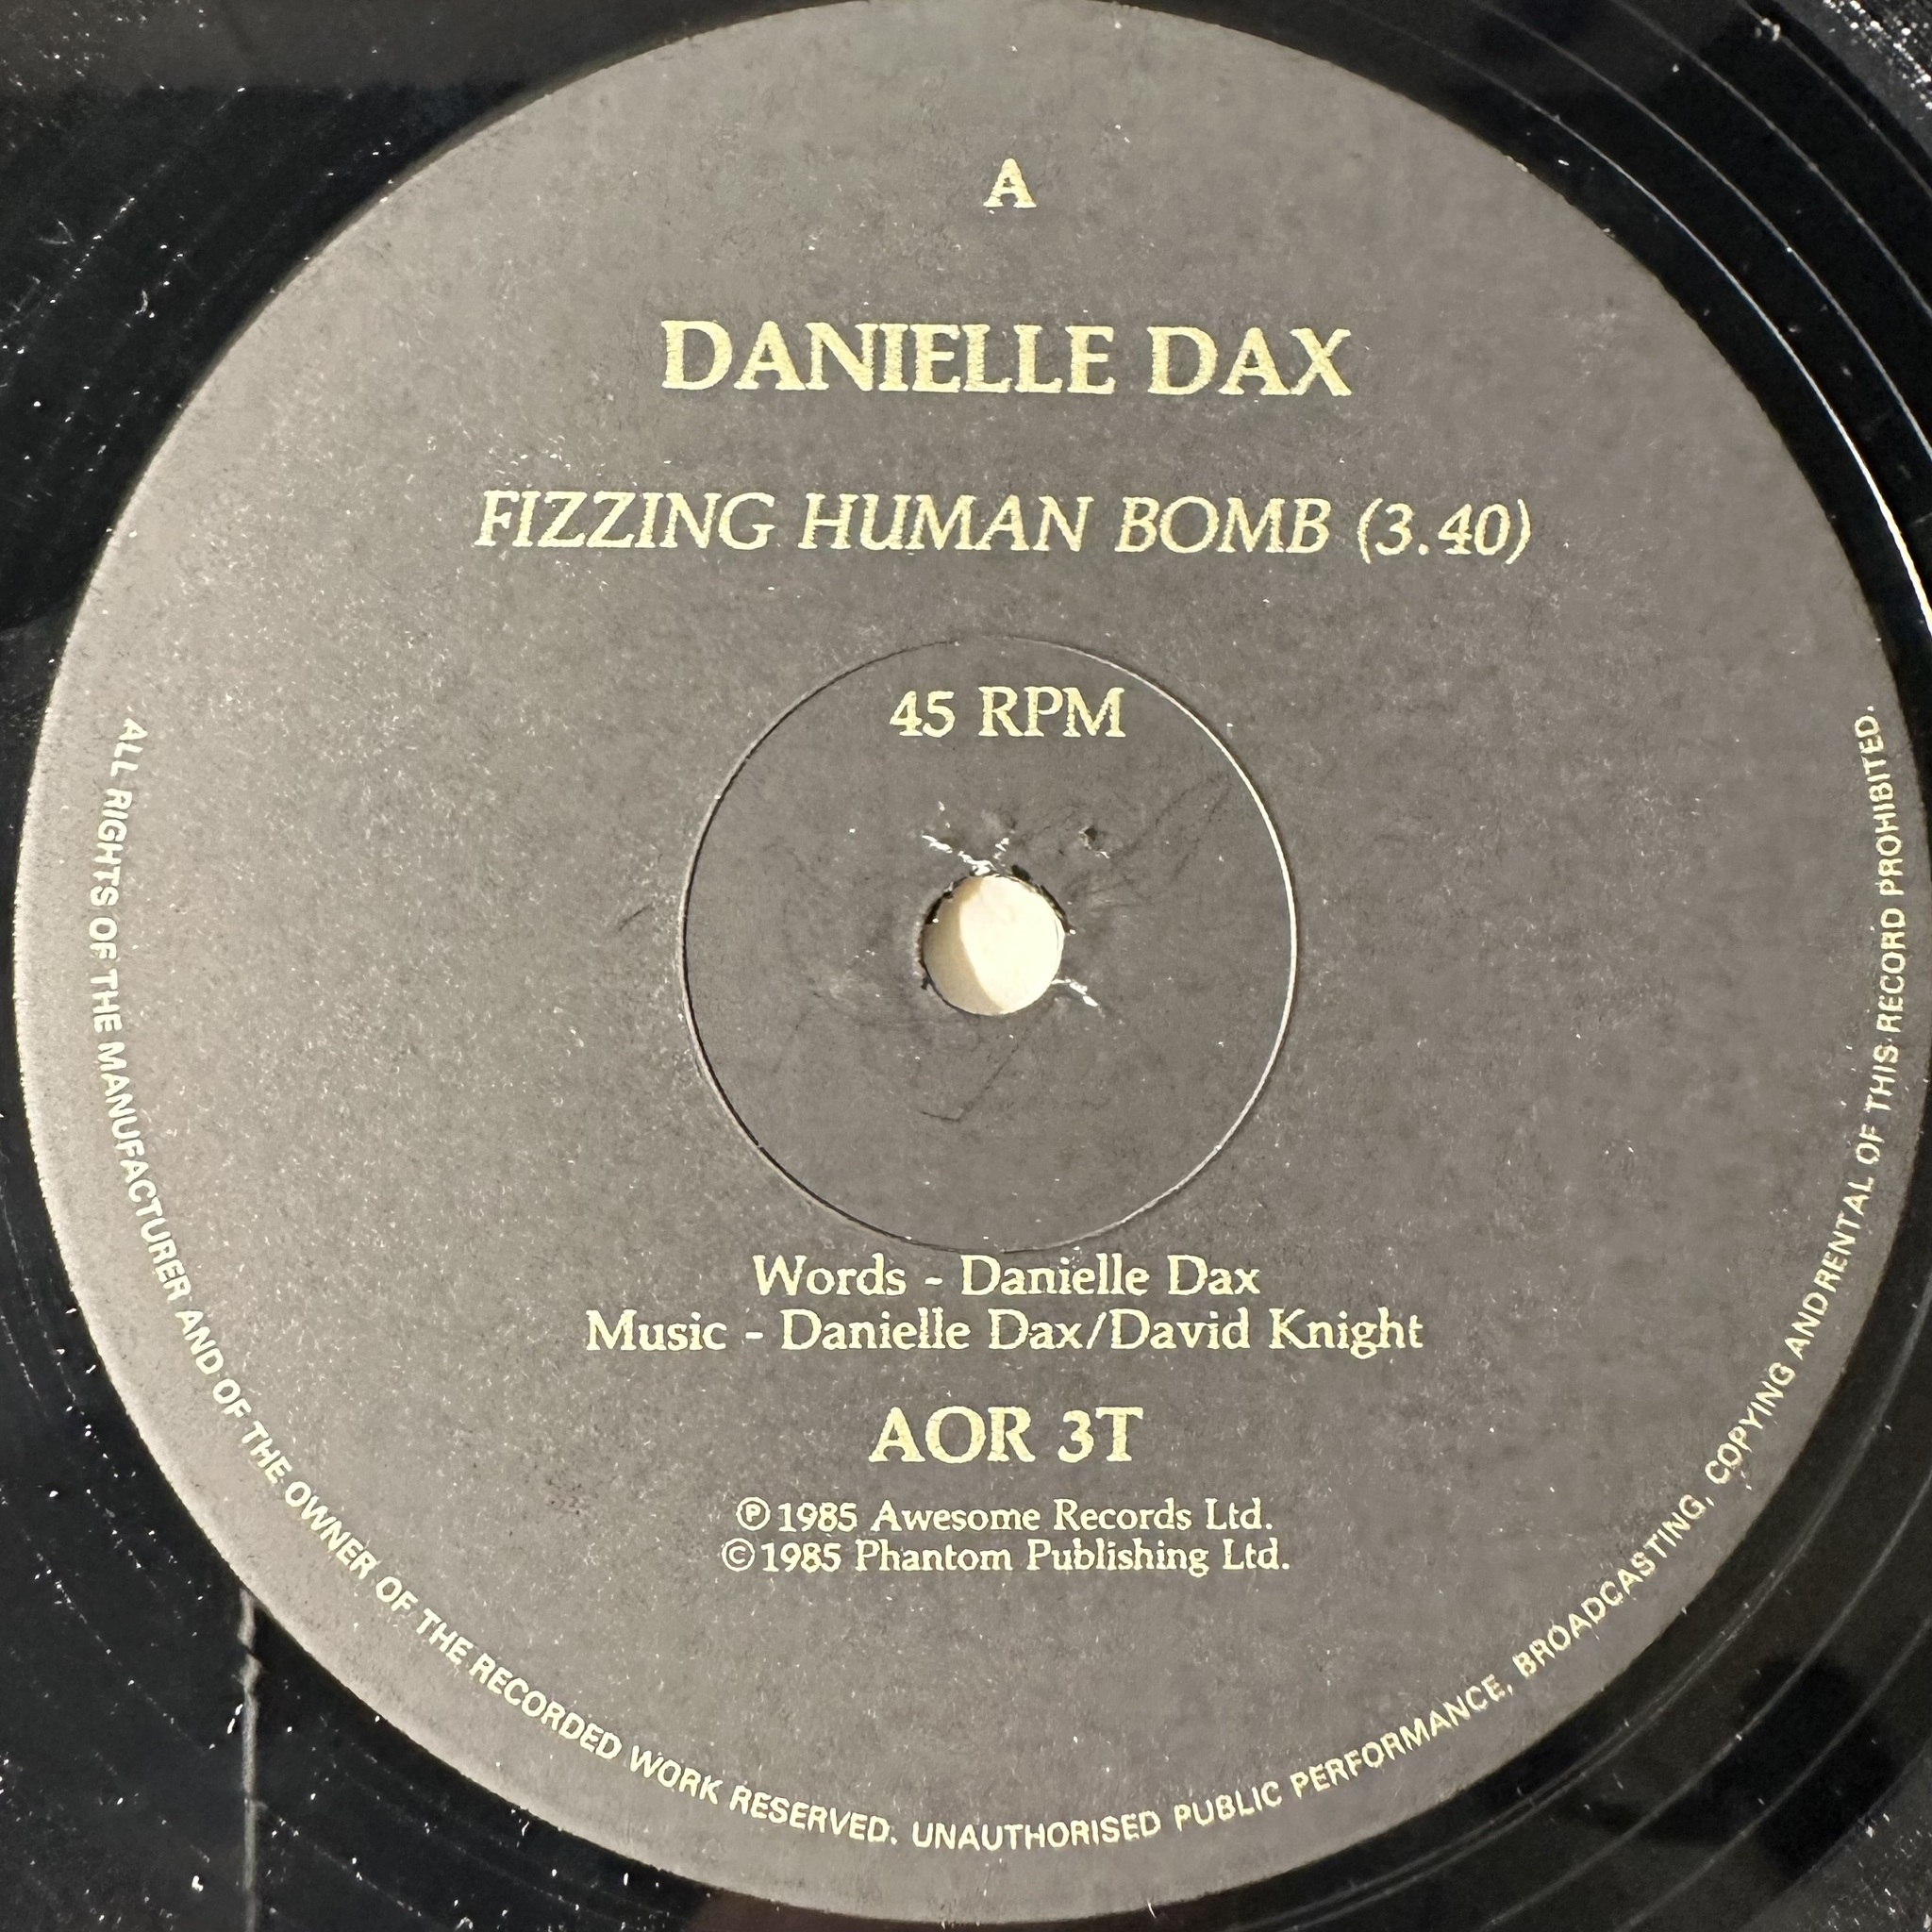 A
DANIELLE DAX
FIZZING HUMAN BOMB (3.40)
45 RPM
Words - Danielle Dax
Music - Danielle Dax/David Knight
AOR 3T
℗1985 Awesome Records Ltd.
©1985 Phantom Publishing Ltd.
ALL RIGHTS OF THE MANUFACTURER AND OF THE OWNER OF THE RECORDED WORK RESERVED. UNAUTHORISED PUBLIC PERFORMANCE, BROADCASTING, COPYING AND RENTAL OF THIS RECORD PROHIBITED.